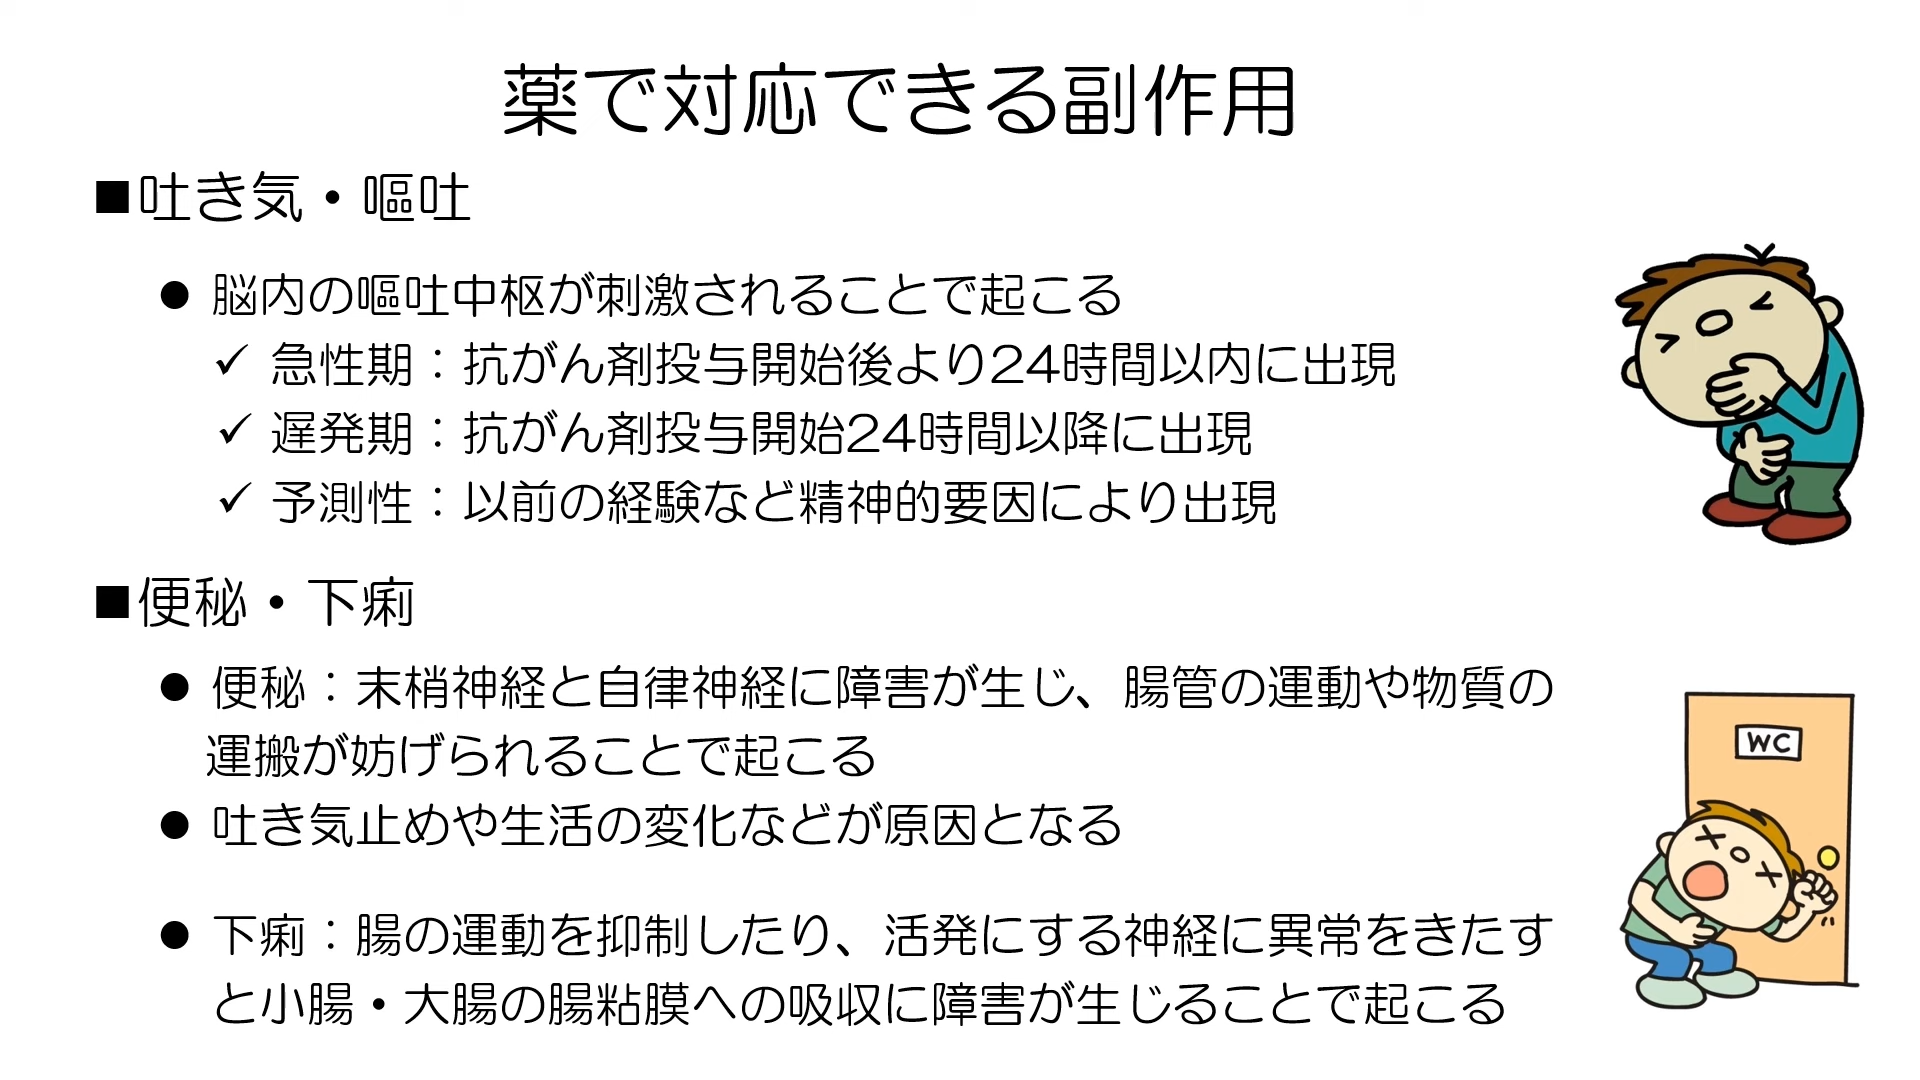 薬で対応できる副作用
■吐き気・嘔吐
● 脳内の嘔吐中枢が刺激されることで起こる
✓ 急性期：抗がん剤投与開始後より24時間以内に出現
✓ 遅発期：抗がん剤投与開始24時間以降に出現
✓ 予測性：以前の経験など精神的要因により出現
■便秘・下痢
● 便秘：末梢神経と自律神経に障害が生じ、腸管の運動や物質の
運搬が妨げられることで起こる
● 吐き気止めや生活の変化などが原因となる
● 下痢：腸の運動を抑制したり、活発にする神経に異常をきたす
と小腸・大腸の腸粘膜への吸収に障害が生じることで起こる
WC